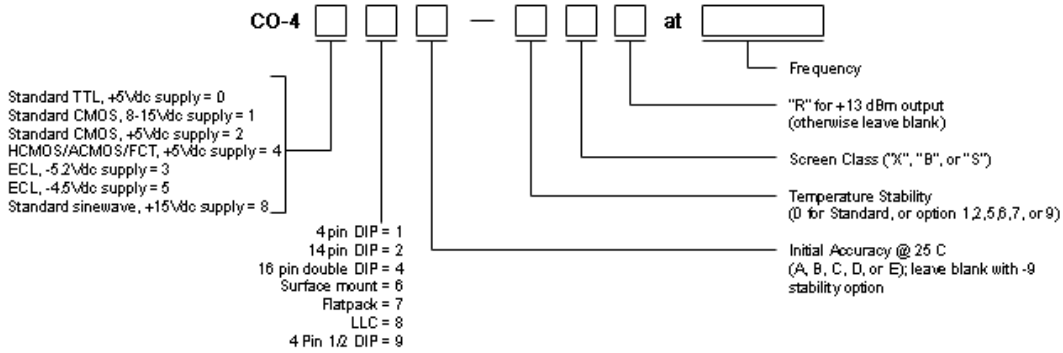 CO-4 — at
Standard TTL, +5Vdc supply = 0
Standard CMOS, 8-15Vdc supply = 1
Standard CMOS, +5Vdc supply = 2
HCMOS/ACMOS/FCT, +5Vdc supply = 4
ECL, -5.2Vdc supply = 3
ECL, -4.5Vdc supply = 5
Standard sinewave, +15Vdc supply = 8
4 pin DIP = 1
14 pin DIP = 2
16 pin double DIP = 4
Surface mount = 6
Flatpack = 7
LLC = 8
4 Pin 1/2 DIP = 9
Frequency
"R" for +13 dBm output
(otherwise leave blank)
Screen Class ("X", "B", or "S")
Temperature Stability
(0 for Standard, or option 1,2,5,6,7, or 9)
Initial Accuracy @ 25 C
(A, B, C, D, or E); leave blank with -9
stability option